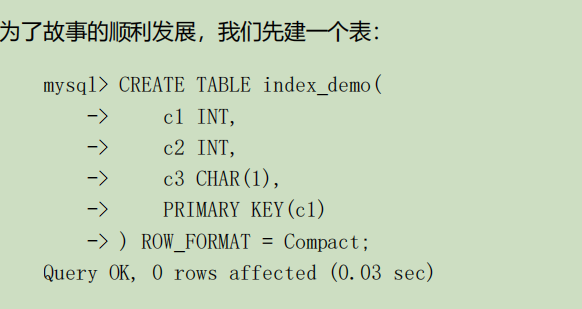 为了故事的顺利发展，我们先建一个表：
mysql> CREATE TABLE index_demo(
    ->     c1 INT,
    ->     c2 INT,
    ->     c3 CHAR(1),
    ->     PRIMARY KEY(c1)
    -> ) ROW_FORMAT = Compact;
Query OK, 0 rows affected (0.03 sec)